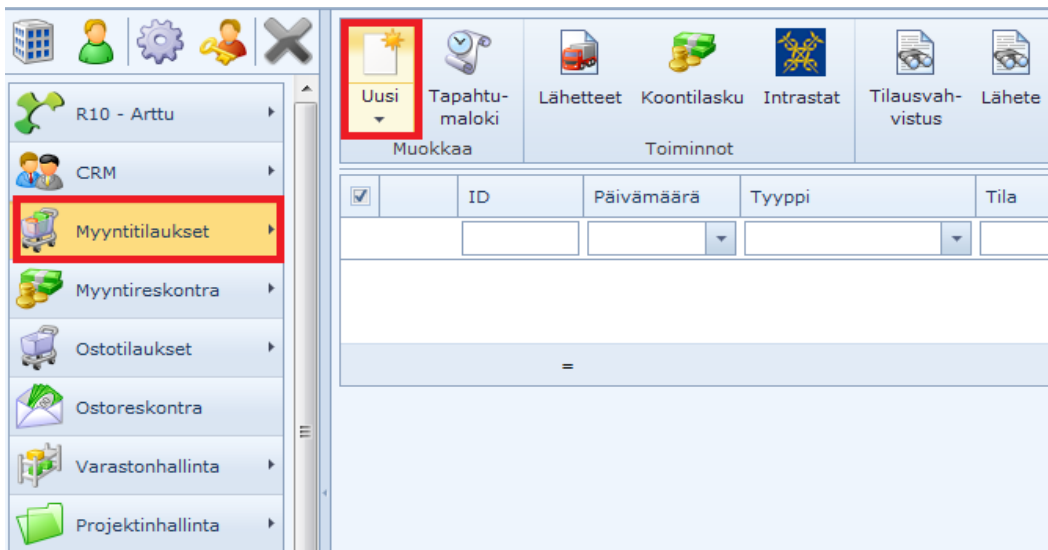 Uusi
Tapahtu-
maloki
Lähetteet
Koontilasku
Intrastat
Tilausvah-
vistus
Lähete
Muokkaa
Toiminnot
R10 - Arttu
CRM
Myyntitilaukset
Myyntireskontra
Ostotilaukset
Ostoreskontra
Varastonhallinta
Projektinhallinta
ID
Päivämäärä
Tyyppi
Tila
=